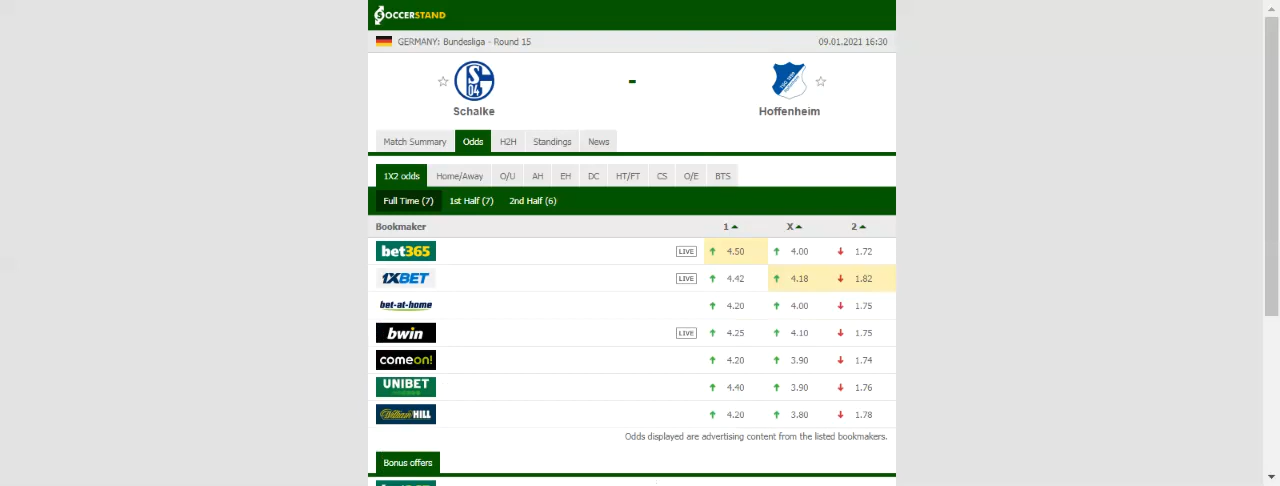 SOCCERSTAND
GERMANY: Bundesliga - Round 15 09.01.2021 16:30
-
Schalke Hoffenheim
Match Summary Odds H2H Standings News
1X2 odds Home/Away O/U AH EH DC HT/FT CS O/E BTS
Full Time (7) 1st Half (7) 2nd Half (6)
Bookmaker 1 X 2
bet365 LIVE 4.50 4.00 1.72
1XBET LIVE 4.42 4.18 1.82
bet-at-home 4.20 4.00 1.75
bwin LIVE 4.25 4.10 1.75
comeon! 4.20 3.90 1.74
UNIBET 4.40 3.90 1.76
William HILL 4.20 3.80 1.78
Odds displayed are advertising content from the listed bookmakers.
Bonus offers